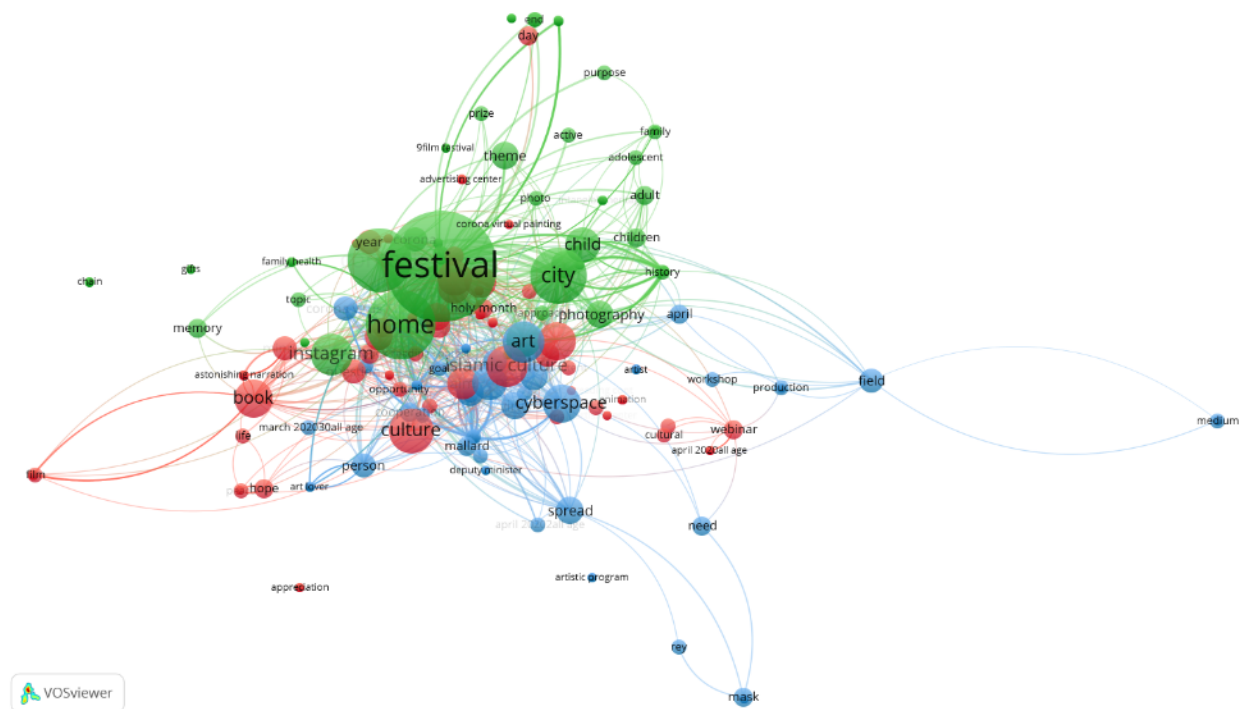 end
day
purpose
prize
active
family
9film festival
theme
adolescent
advertising center
photo
adult
corona virtual painting
year
corona
child
children
festival
city
family health
gifts
history
chain
topic
holy month
home
photography
april
memory
art
instagram
islamic culture
goal
astonishing narration
artist
field
book
opportunity
workshop
production
cyberspace
cooperation
medium
march 202030all age
culture
life
cultural
webinar
mallard
april 2020all age
person
deputy minister
film
hope
art lover
spread
need
artistic program
appreciation
rey
mask
VOSviewer